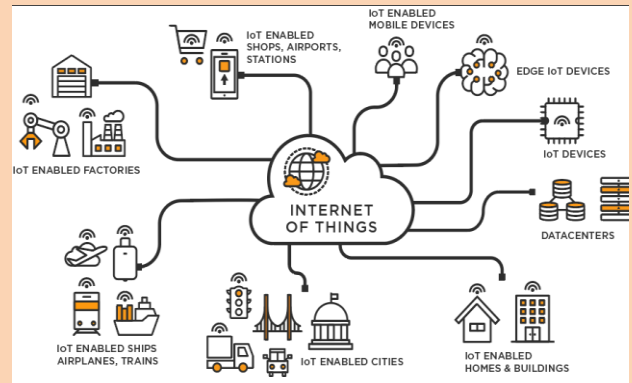 IoT ENABLED
SHOPS, AIRPORTS,
STATIONS
IoT ENABLED
MOBILE DEVICES
EDGE IoT DEVICES
IoT DEVICES
IoT ENABLED FACTORIES
INTERNET
OF THINGS
DATACENTERS
IoT ENABLED SHIPS
AIRPLANES, TRAINS
IoT ENABLED CITIES
IoT ENABLED
HOMES & BUILDINGS